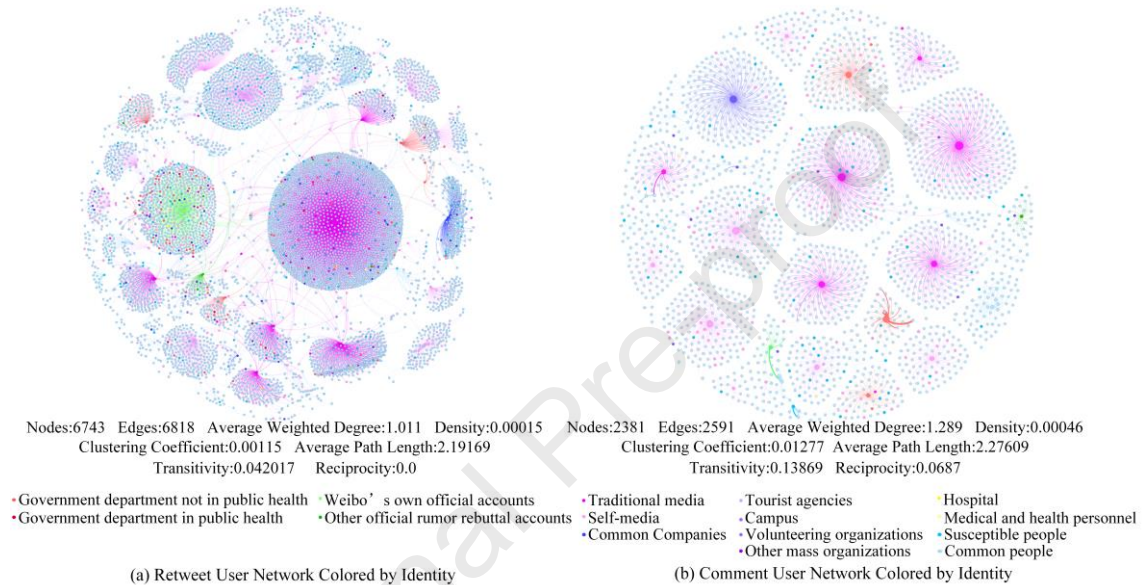 Nodes:6743 Edges:6818 Average Weighted Degree:1.011 Density:0.00015
Clustering Coefficient:0.00115 Average Path Length:2.19169
Transitivity:0.042017 Reciprocity:0.0
Nodes:2381 Edges:2591 Average Weighted Degree:1.289 Density:0.00046
Clustering Coefficient:0.01277 Average Path Length:2.27609
Transitivity:0.13869 Reciprocity:0.0687
Government department not in public health
Government department in public health
Weibo’s own official accounts
Other official rumor rebuttal accounts
Traditional media
Self-media
Common Companies
Tourist agencies
Campus
Volunteering organizations
Other mass organizations
Hospital
Medical and health personnel
Susceptible people
Common people
(a) Retweet User Network Colored by Identity
(b) Comment User Network Colored by Identity
nal Pre-proof